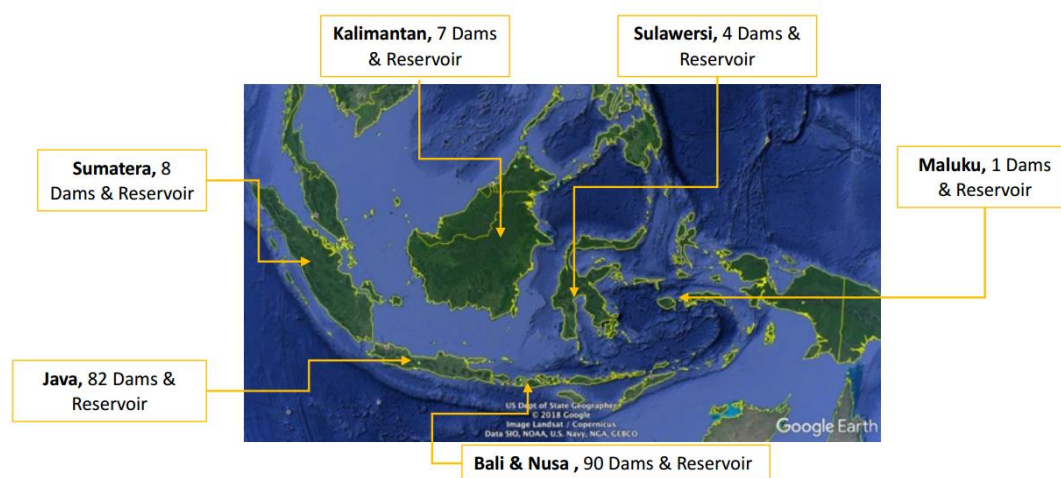 Kalimantan, 7 Dams
& Reservoir
Sulawersi, 4 Dams &
Reservoir
Sumatera, 8
Dams & Reservoir
Maluku, 1 Dams
& Reservoir
Java, 82 Dams &
Reservoir
US Dept of State Geographer
© 2018 Google
Image Landsat / Copernicus
Data SIO, NOAA, U.S. Navy, NGA, GEBCO
Google Earth
Bali & Nusa , 90 Dams & Reservoir